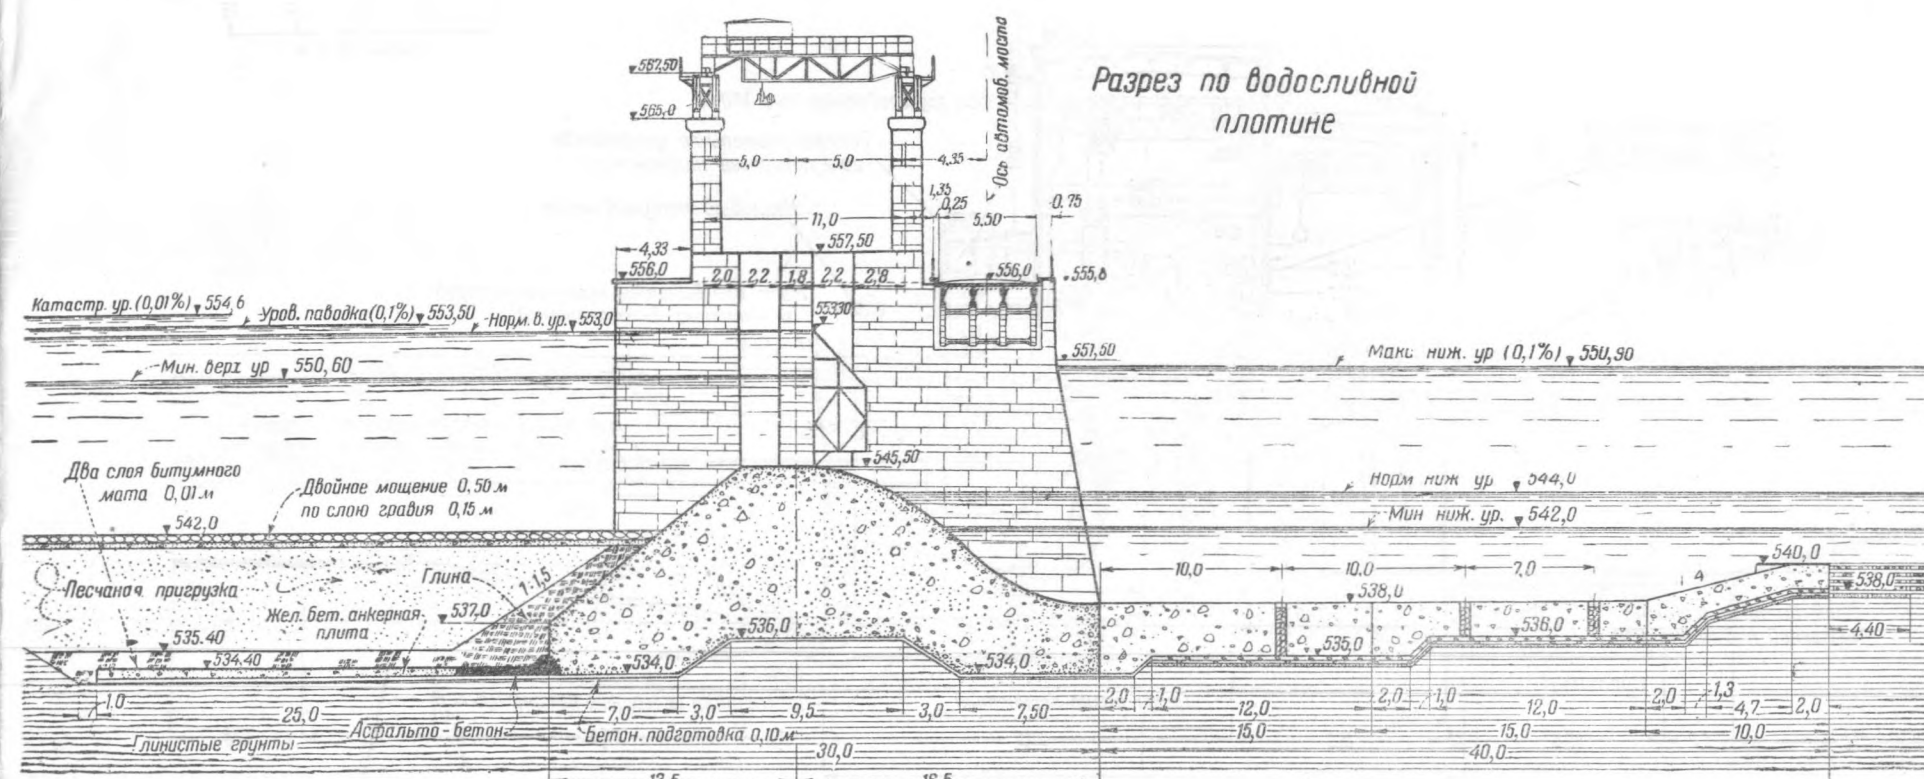 Разрез по водосливной
плотине
Ось автомоб. моста
567,50
565,0
5,0
5,0
4,35
1,35
0,25
11,0
5,50
0.75
4,33
557,50
556,0
2,0
2,2
1,8
2,2
2,8
556,0
555,8
Катастр. ур. (0,01%) 554,6
Уров. паводка (0,1%) 553,50
Норм. в. ур. 553,0
553,30
551,50
Макс ниж. ур (0,1%) 550,90
Мин. верх ур 550,60
545,50
Два слоя битумного
мата 0,01 м
Двойное мощение 0,50 м
по слою гравия 0,15 м
Норм ниж ур 544,0
542,0
Мин ниж. ур. 542,0
540,0
10,0
10,0
7,0
Глина
1:1,5
Песчаная пригрузка
538,0
538,0
537,0
Жел. бет. анкерная
плита
536,0
535,0
536,0
535.40
534.40
534,0
534,0
4,40
1.0
25,0
7,0
3,0
9,5
3,0
7,50
2,0
1,0
12,0
2,0
1,0
12,0
2,0
1,3
4,7
2,0
Асфальто-бетон
Бетон. подготовка 0,10 м
15,0
15,0
10,0
Глинистые грунты
30,0
40,0